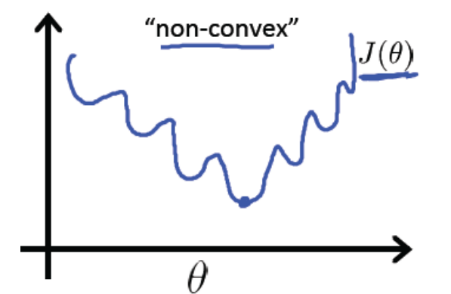 “non-convex”
J(θ)
θ